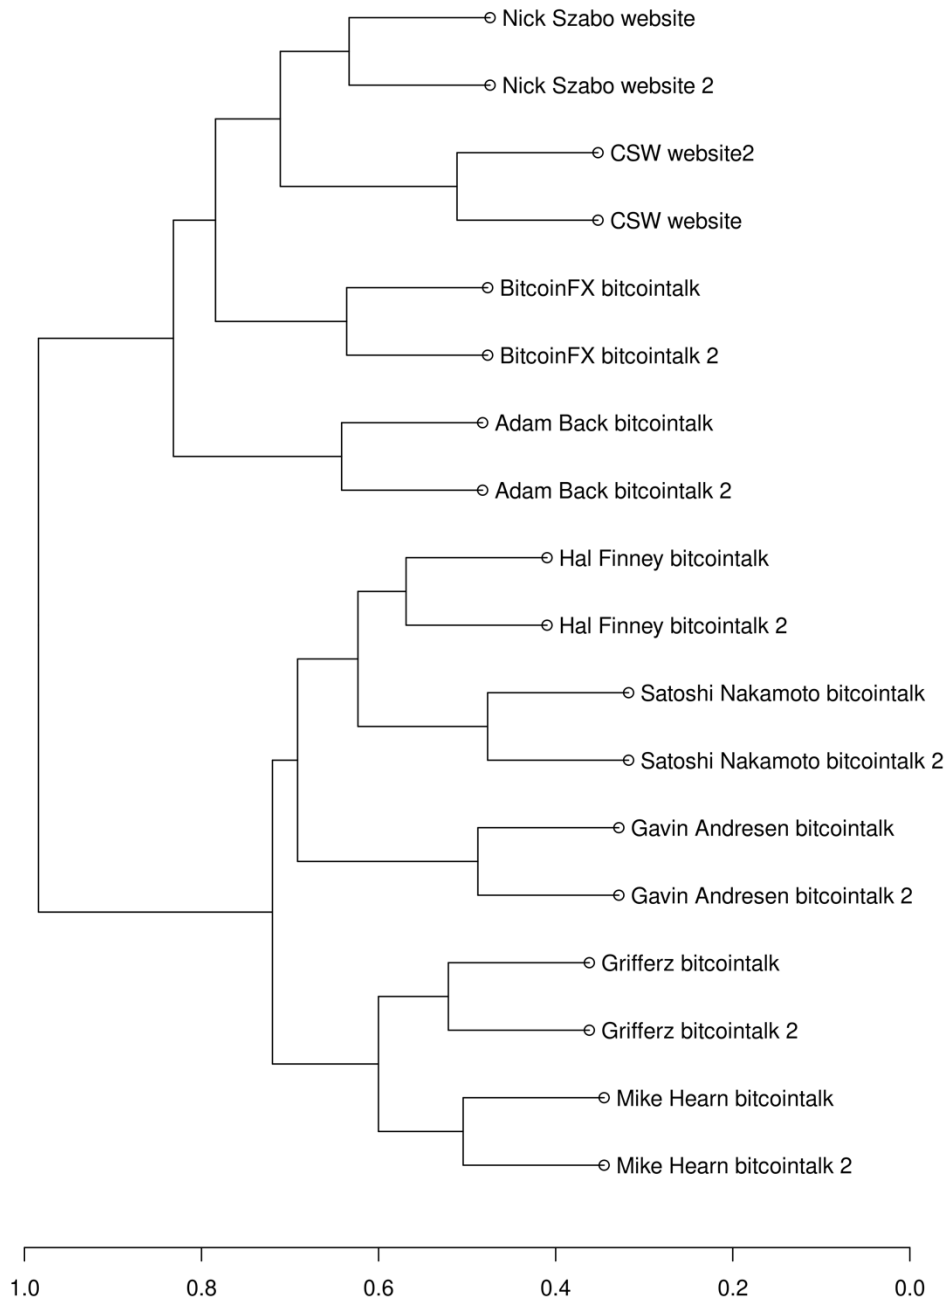 Nick Szabo website
Nick Szabo website 2
CSW website2
CSW website
BitcoinFX bitcointalk
BitcoinFX bitcointalk 2
Adam Back bitcointalk
Adam Back bitcointalk 2
Hal Finney bitcointalk
Hal Finney bitcointalk 2
Satoshi Nakamoto bitcointalk
Satoshi Nakamoto bitcointalk 2
Gavin Andresen bitcointalk
Gavin Andresen bitcointalk 2
Grifferz bitcointalk
Grifferz bitcointalk 2
Mike Hearn bitcointalk
Mike Hearn bitcointalk 2
1.0 0.8 0.6 0.4 0.2 0.0